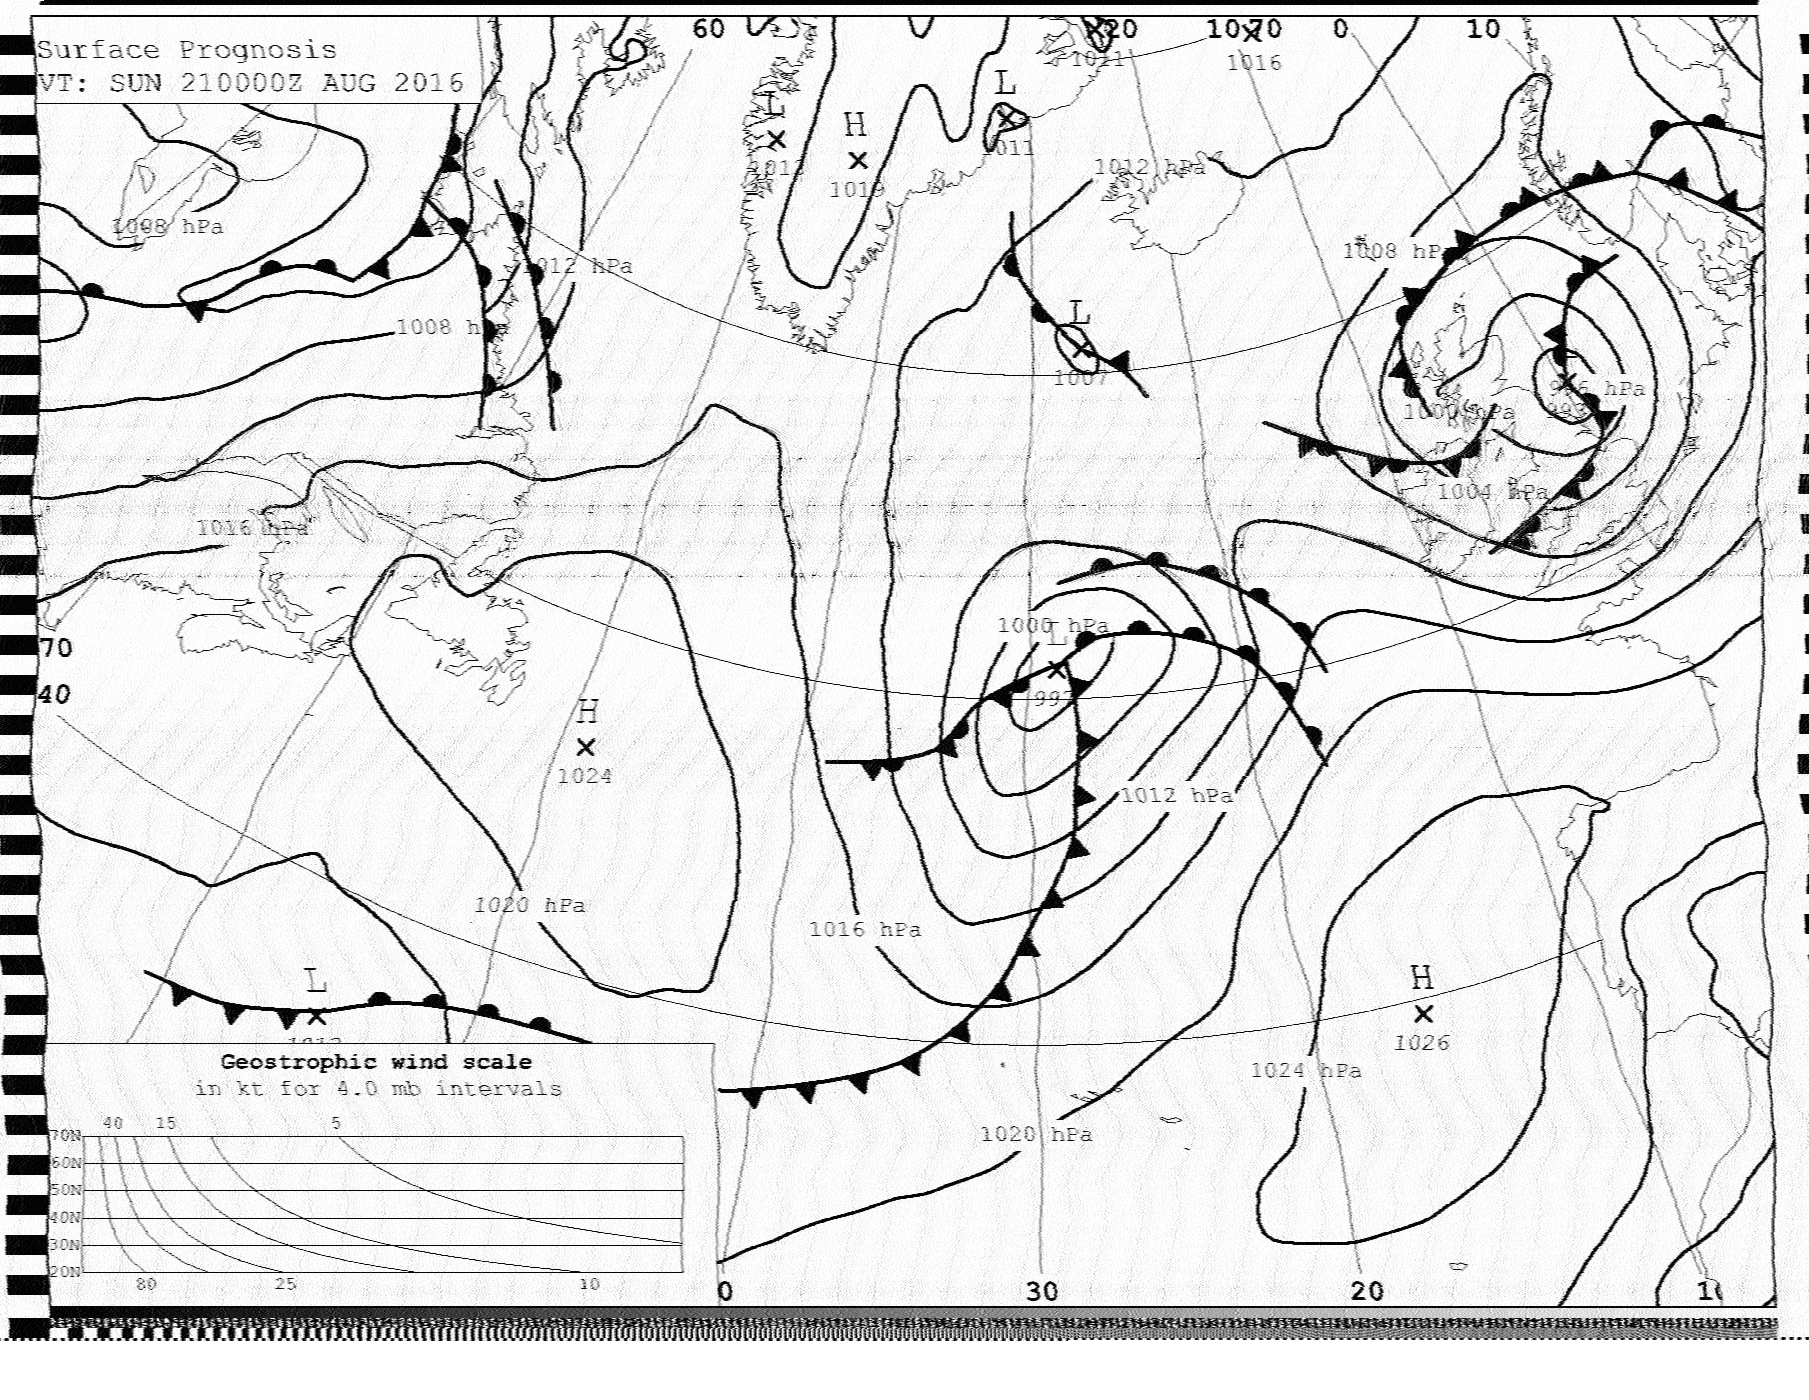 60
20
10
70
0
10
Surface Prognosis
VT: SUN 210000Z AUG 2016
1011
1016
L
L
H
1011
1013
1019
1012 hPa
1008 hPa
1008 hPa
1012 hPa
L
1008 hPa
1007
996 hPa
993
1000 hPa
1004 hPa
1016 hPa
1000 hPa
L
70
40
H
1024
1012 hPa
1020 hPa
1016 hPa
L
H
1026
Geostrophic wind scale
in kt for 4.0 mb intervals
1024 hPa
40 15 5
70N
60N
50N
40N
30N
20N
80 25 10
1020 hPa
0
30
20